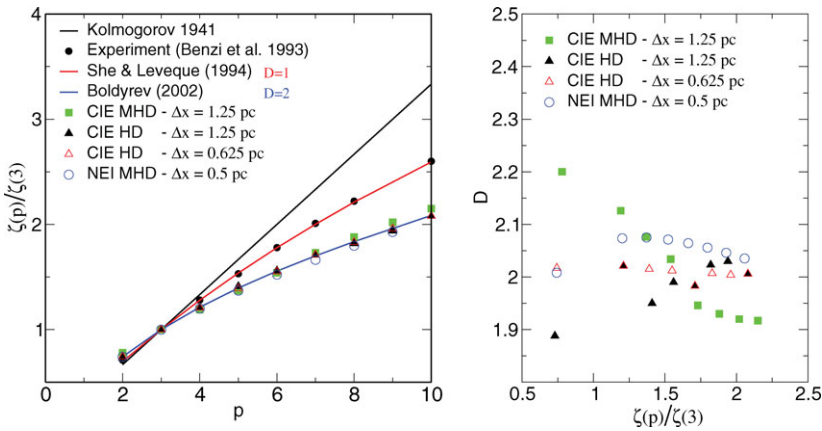 Kolmogorov 1941
Experiment (Benzi et al. 1993)
She & Leveque (1994) D=1
Boldyrev (2002) D=2
CIE MHD - Δx = 1.25 pc
CIE HD - Δx = 1.25 pc
CIE HD - Δx = 0.625 pc
NEI MHD - Δx = 0.5 pc
ζ(p)/ζ(3)
3
2
1
0 2 4 6 8 10
p
CIE MHD - Δx = 1.25 pc
CIE HD - Δx = 1.25 pc
CIE HD - Δx = 0.625 pc
NEI MHD - Δx = 0.5 pc
D
2.5
2.4
2.3
2.2
2.1
2.0
1.9
0.5 1 1.5 2 2.5
ζ(p)/ζ(3)